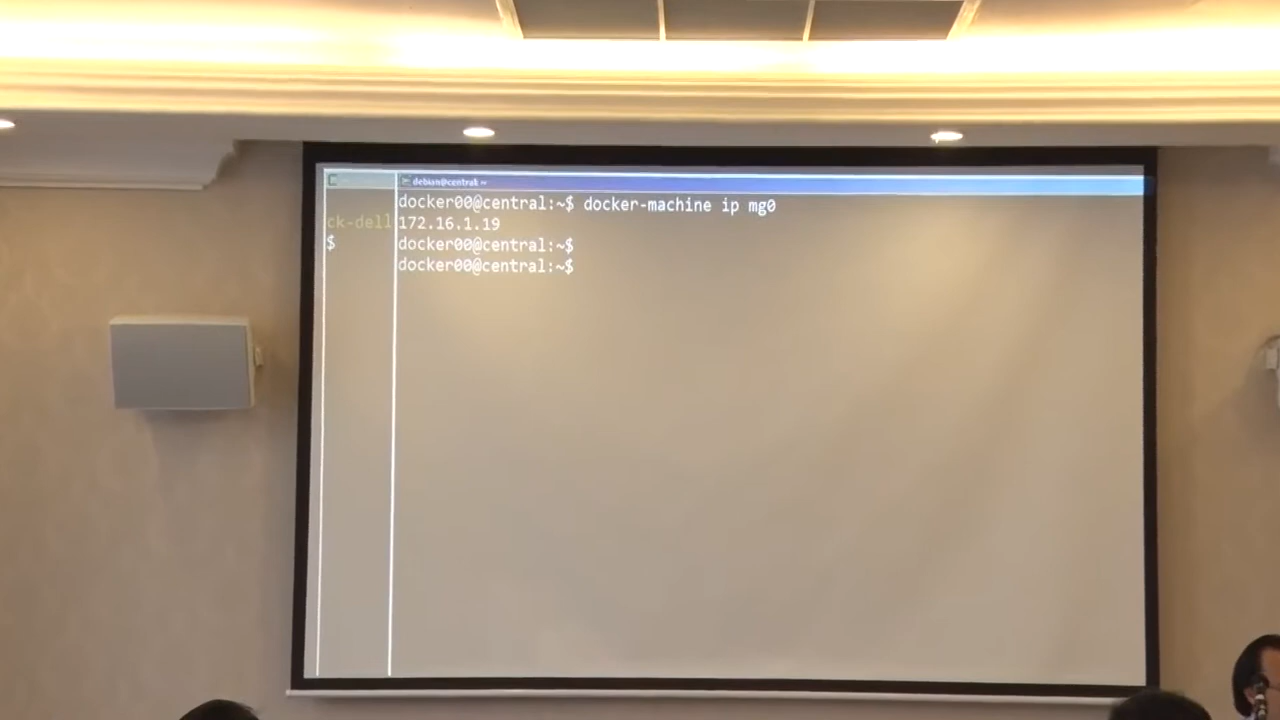 debian@central: ~
docker00@central:~$ docker-machine ip mg0
ck-dell
172.16.1.19
$
docker00@central:~$
docker00@central:~$